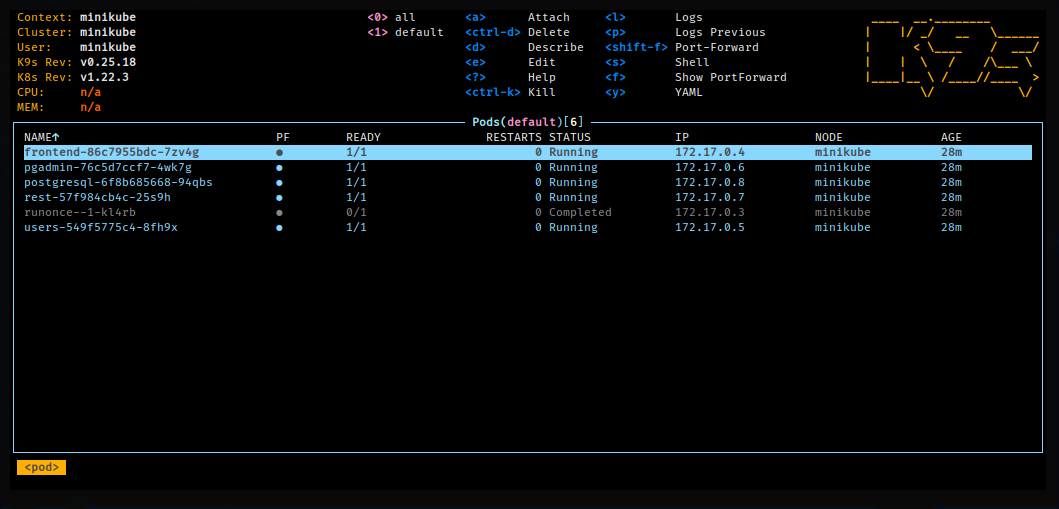 Context: minikube <0> all <a> Attach <l> Logs
Cluster: minikube <1> default <ctrl-d> Delete <p> Logs Previous
User: minikube <d> Describe <shift-f> Port-Forward
K9s Rev: v0.25.18 <e> Edit <s> Shell
K8s Rev: v1.22.3 <?> Help <f> Show PortForward
CPU: n/a <ctrl-k> Kill <y> YAML
MEM: n/a
K9s
Pods(default)[6]
NAME↑ PF READY RESTARTS STATUS IP NODE AGE
frontend-86c7955bdc-7zv4g ● 1/1 0 Running 172.17.0.4 minikube 28m
pgadmin-76c5d7ccf7-4wk7g ● 1/1 0 Running 172.17.0.6 minikube 28m
postgresql-6f8b685668-94qbs ● 1/1 0 Running 172.17.0.8 minikube 28m
rest-57f984cb4c-25s9h ● 1/1 0 Running 172.17.0.7 minikube 28m
runonce--1-kl4rb ● 0/1 0 Completed 172.17.0.3 minikube 28m
users-549f5775c4-8fh9x ● 1/1 0 Running 172.17.0.5 minikube 28m
<pod>